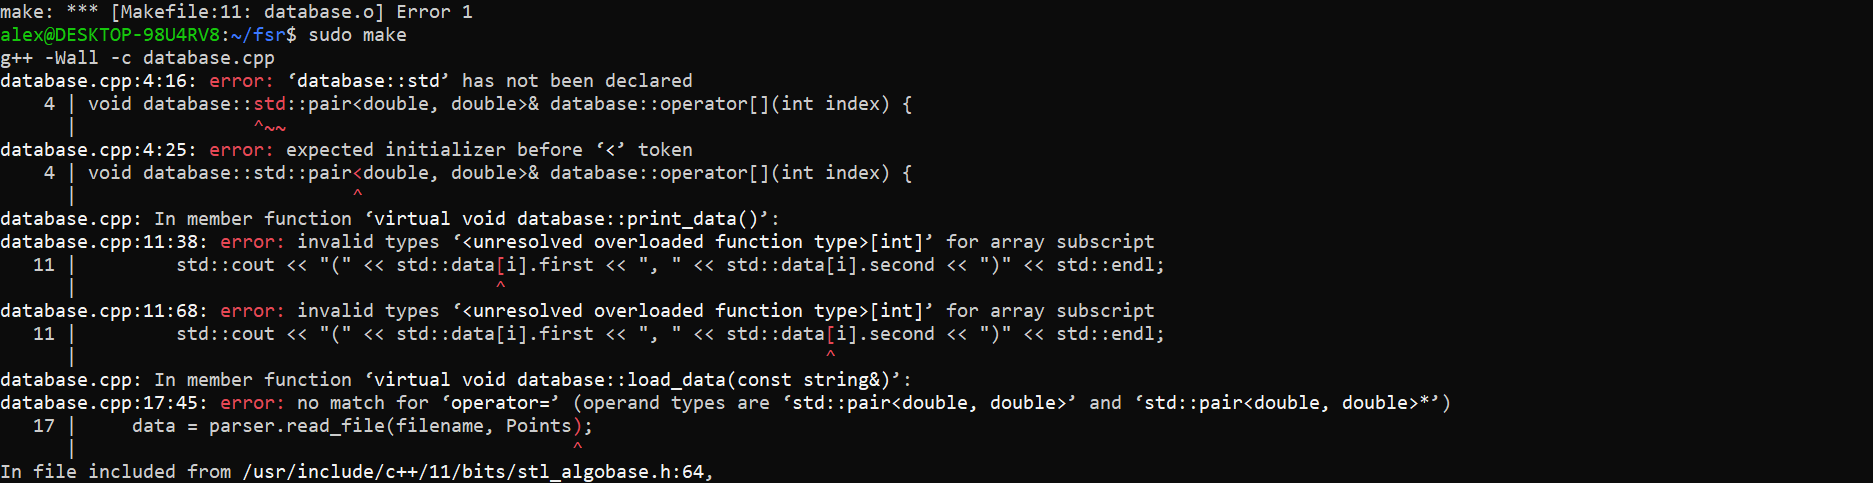 make: *** [Makefile:11: database.o] Error 1
alex@DESKTOP-98U4RV8:~/fsr$ sudo make
g++ -Wall -c database.cpp
database.cpp:4:16: error: ‘database::std’ has not been declared
    4 | void database::std::pair<double, double>& database::operator[](int index) {
      |                ^~~
database.cpp:4:25: error: expected initializer before ‘<’ token
    4 | void database::std::pair<double, double>& database::operator[](int index) {
      |                         ^
database.cpp: In member function ‘virtual void database::print_data()’:
database.cpp:11:38: error: invalid types ‘<unresolved overloaded function type>[int]’ for array subscript
   11 |         std::cout << "(" << std::data[i].first << ", " << std::data[i].second << ")" << std::endl;
      |                                      ^
database.cpp:11:68: error: invalid types ‘<unresolved overloaded function type>[int]’ for array subscript
   11 |         std::cout << "(" << std::data[i].first << ", " << std::data[i].second << ")" << std::endl;
      |                                                                    ^
database.cpp: In member function ‘virtual void database::load_data(const string&)’:
database.cpp:17:45: error: no match for ‘operator=’ (operand types are ‘std::pair<double, double>’ and ‘std::pair<double, double>*’)
   17 |     data = parser.read_file(filename, Points);
      |                                             ^
In file included from /usr/include/c++/11/bits/stl_algobase.h:64,